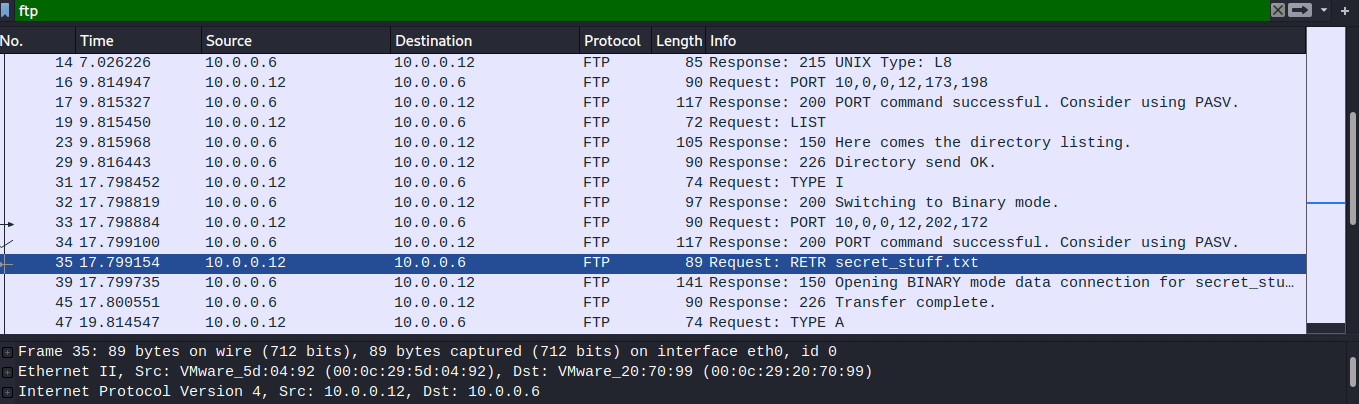 ftp
No. Time Source Destination Protocol Length Info
14 7.026226 10.0.0.6 10.0.0.12 FTP 85 Response: 215 UNIX Type: L8
16 9.814947 10.0.0.12 10.0.0.6 FTP 90 Request: PORT 10,0,0,12,173,198
17 9.815327 10.0.0.6 10.0.0.12 FTP 117 Response: 200 PORT command successful. Consider using PASV.
19 9.815450 10.0.0.12 10.0.0.6 FTP 72 Request: LIST
23 9.815968 10.0.0.6 10.0.0.12 FTP 105 Response: 150 Here comes the directory listing.
29 9.816443 10.0.0.6 10.0.0.12 FTP 90 Response: 226 Directory send OK.
31 17.798452 10.0.0.12 10.0.0.6 FTP 74 Request: TYPE I
32 17.798819 10.0.0.6 10.0.0.12 FTP 97 Response: 200 Switching to Binary mode.
33 17.798884 10.0.0.12 10.0.0.6 FTP 90 Request: PORT 10,0,0,12,202,172
34 17.799100 10.0.0.6 10.0.0.12 FTP 117 Response: 200 PORT command successful. Consider using PASV.
35 17.799154 10.0.0.12 10.0.0.6 FTP 89 Request: RETR secret_stuff.txt
39 17.799735 10.0.0.6 10.0.0.12 FTP 141 Response: 150 Opening BINARY mode data connection for secret_stu…
45 17.800551 10.0.0.6 10.0.0.12 FTP 90 Response: 226 Transfer complete.
47 19.814547 10.0.0.12 10.0.0.6 FTP 74 Request: TYPE A
Frame 35: 89 bytes on wire (712 bits), 89 bytes captured (712 bits) on interface eth0, id 0
Ethernet II, Src: VMware_5d:04:92 (00:0c:29:5d:04:92), Dst: VMware_20:70:99 (00:0c:29:20:70:99)
Internet Protocol Version 4, Src: 10.0.0.12, Dst: 10.0.0.6